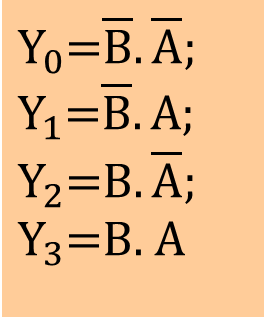 Y₀=B̅. A̅;
Y₁=B̅. A;
Y₂=B. A̅;
Y₃=B. A